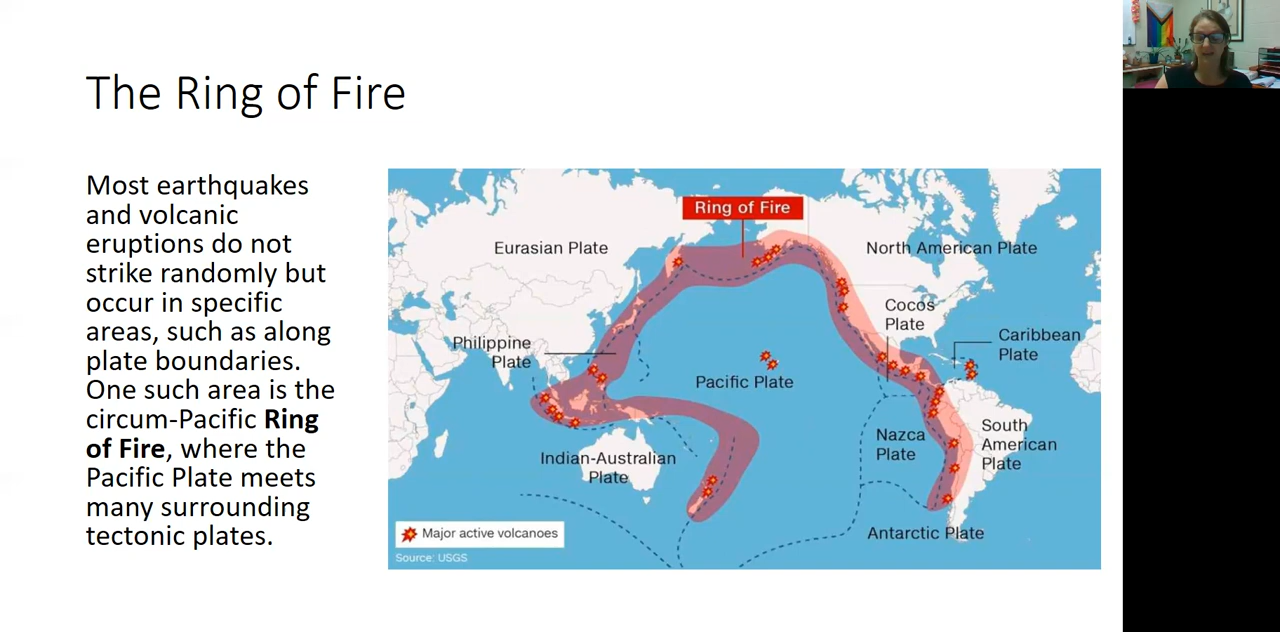 The Ring of Fire
Most earthquakes
and volcanic
eruptions do not
strike randomly but
occur in specific
areas, such as along
plate boundaries.
One such area is the
circum-Pacific Ring
of Fire, where the
Pacific Plate meets
many surrounding
tectonic plates.
Ring of Fire
Eurasian Plate
North American Plate
Cocos
Plate
Caribbean
Plate
Philippine
Plate
Pacific Plate
Nazca
Plate
South
American
Plate
Indian-Australian
Plate
Antarctic Plate
Major active volcanoes
Source: USGS